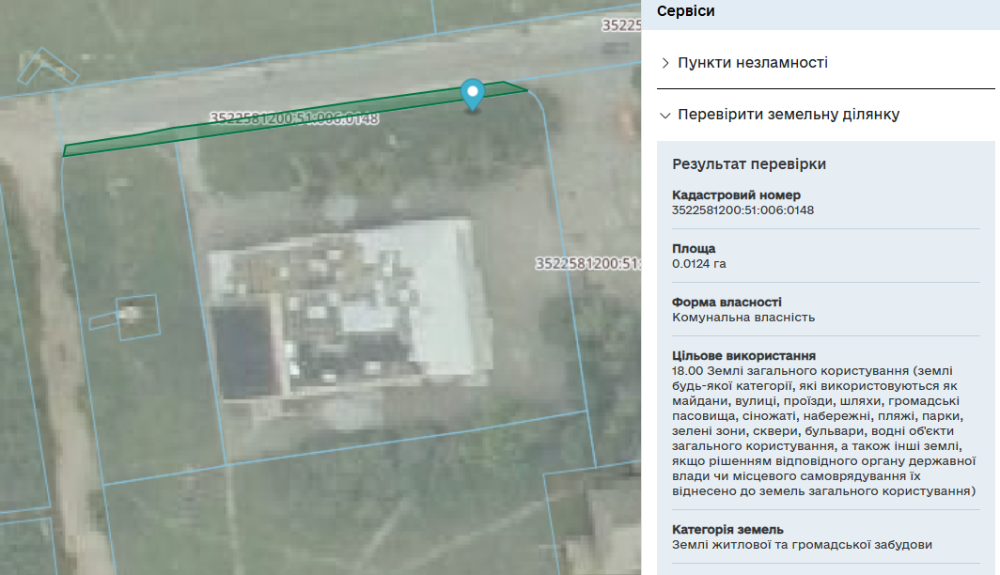 35225
3522581200:51:006:0148
3522581200:51:
Сервіси
Пункти незламності
Перевірити земельну ділянку
Результат перевірки
Кадастровий номер
3522581200:51:006:0148
Площа
0.0124 га
Форма власності
Комунальна власність
Цільове використання
18.00 Землі загального користування (землі
будь-якої категорії, які використовуються як
майдани, вулиці, проїзди, шляхи, громадські
пасовища, сіножаті, набережні, пляжі, парки,
зелені зони, сквери, бульвари, водні об'єкти
загального користування, а також інші землі,
якщо рішенням відповідного органу державної
влади чи місцевого самоврядування їх
віднесено до земель загального користування)
Категорія земель
Землі житлової та громадської забудови